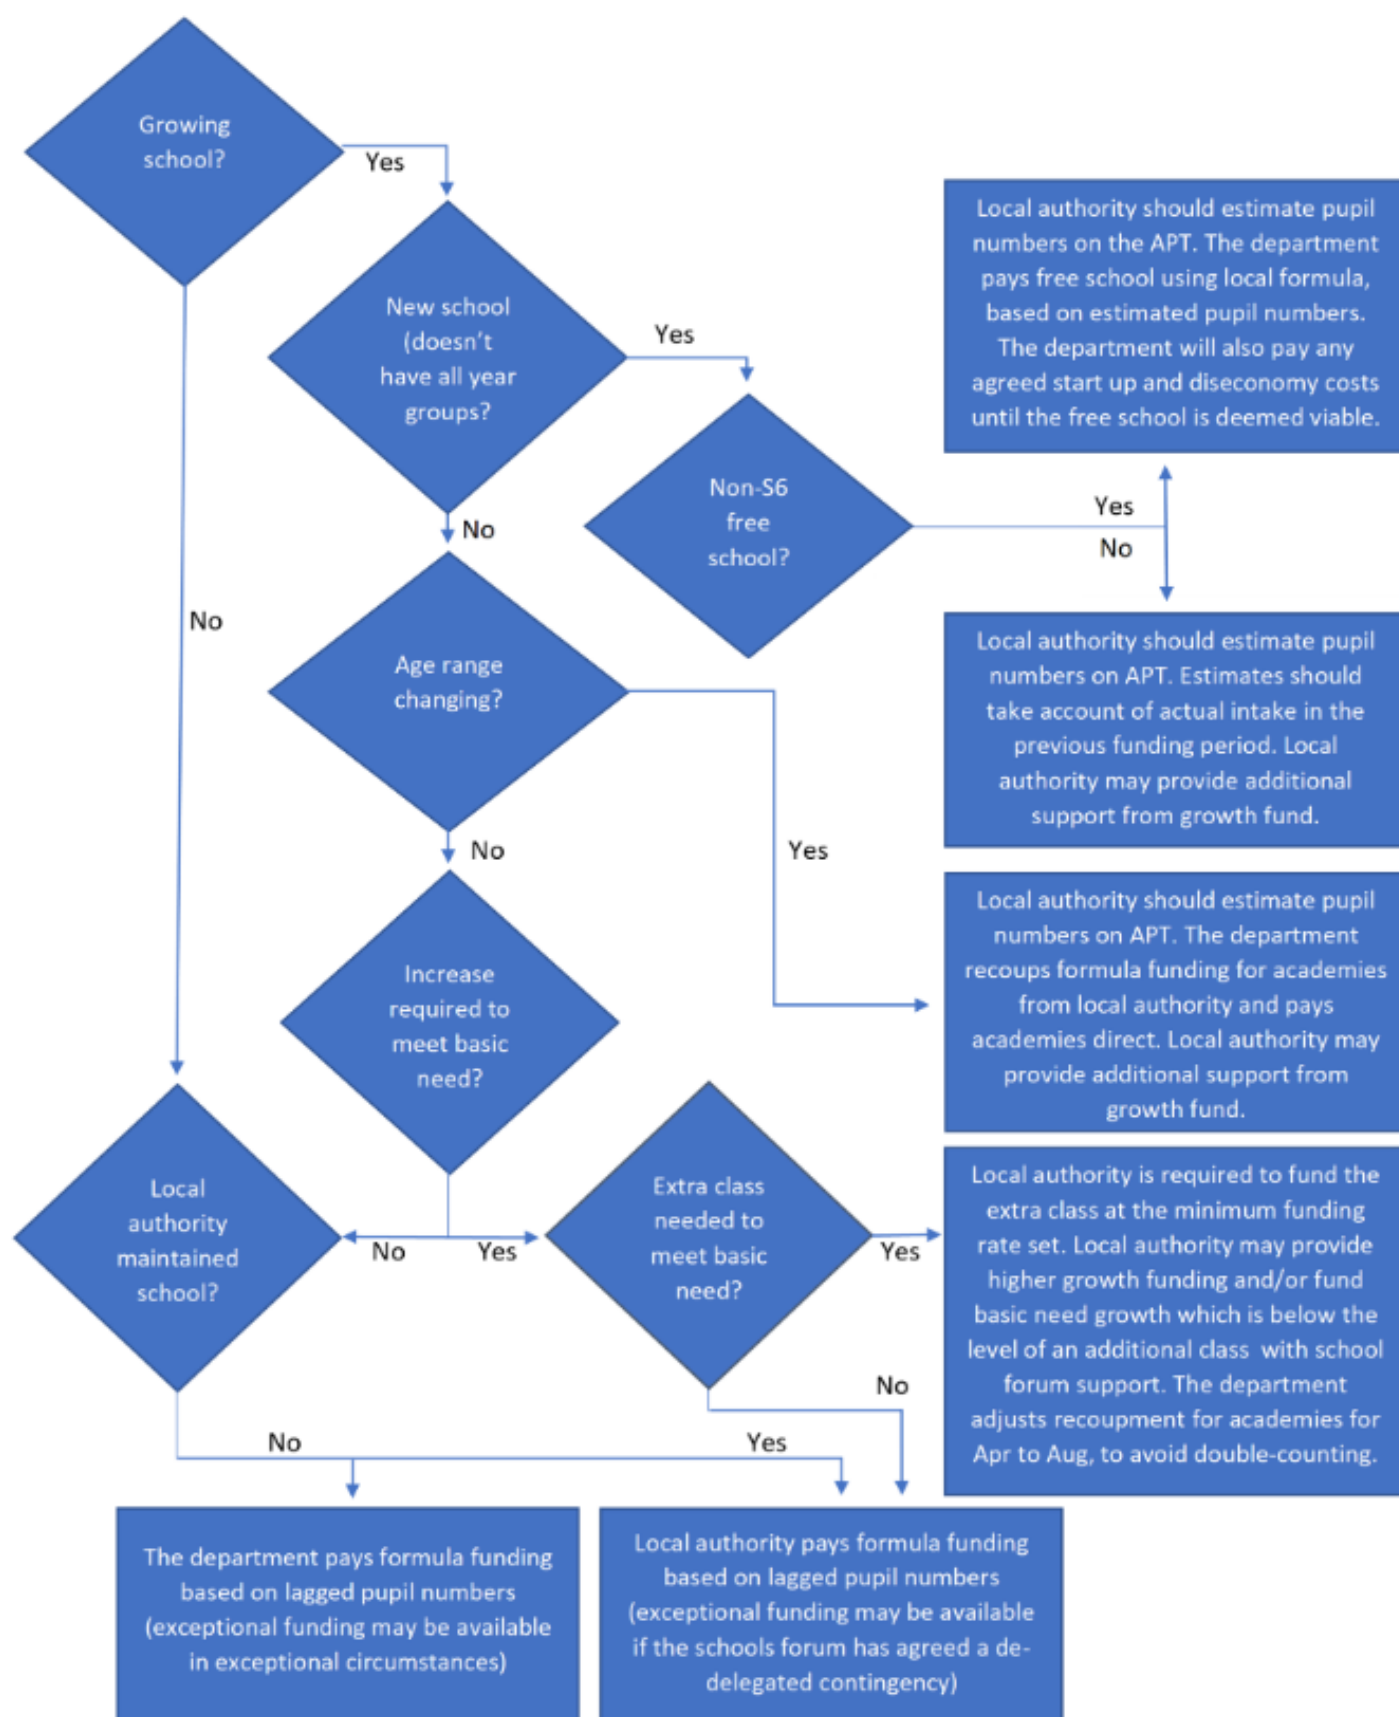 Growing
school?
Yes
New school
(doesn't
have all year
groups?
Yes
Local authority should estimate pupil
numbers on the APT. The department
pays free school using local formula,
based on estimated pupil numbers.
The department will also pay any
agreed start up and diseconomy costs
until the free school is deemed viable.
Non-S6
free
school?
Yes
No
No
No
Age range
changing?
Local authority should estimate pupil
numbers on APT. Estimates should
take account of actual intake in the
previous funding period. Local
authority may provide additional
support from growth fund.
No
Yes
Local authority should estimate pupil
numbers on APT. The department
recoups formula funding for academies
from local authority and pays
academies direct. Local authority may
provide additional support from
growth fund.
Increase
required to
meet basic
need?
Local
authority
maintained
school?
No
Yes
Extra class
needed to
meet basic
need?
Yes
Local authority is required to fund the
extra class at the minimum funding
rate set. Local authority may provide
higher growth funding and/or fund
basic need growth which is below the
level of an additional class with school
forum support. The department
adjusts recoupment for academies for
Apr to Aug, to avoid double-counting.
No
No
Yes
The department pays formula funding
based on lagged pupil numbers
(exceptional funding may be available
in exceptional circumstances)
Local authority pays formula funding
based on lagged pupil numbers
(exceptional funding may be available
if the schools forum has agreed a de-
delegated contingency)